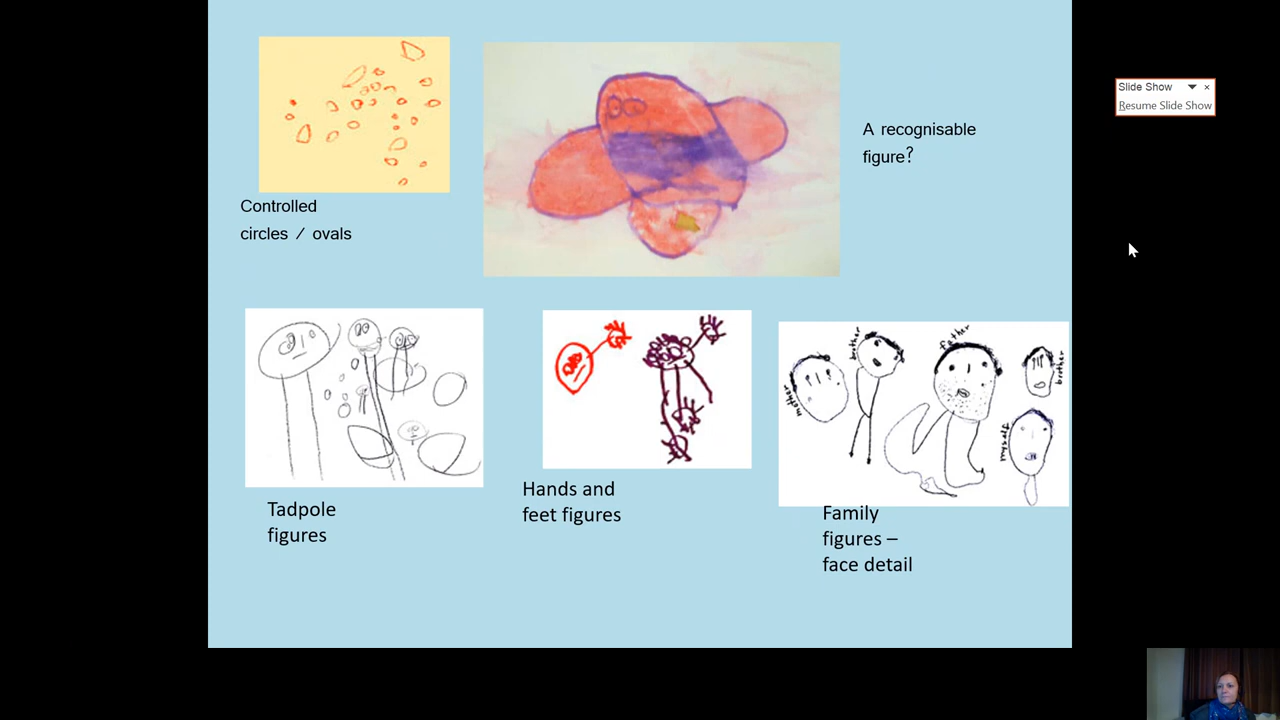 Slide Show
Resume Slide Show
A recognisable
figure?
Controlled
circles / ovals
mother
brother
father
brother
myself
Tadpole
figures
Hands and
feet figures
Family
figures –
face detail